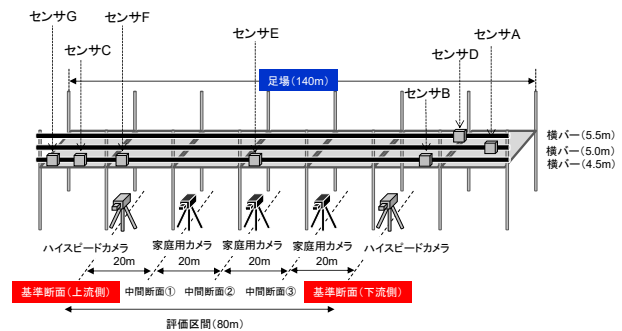 センサG
センサF
センサC
センサE
センサD
センサA
センサB
足場(140m)
横バー(5.5m)
横バー(5.0m)
横バー(4.5m)
ハイスピードカメラ
家庭用カメラ
家庭用カメラ
家庭用カメラ
ハイスピードカメラ
20m
20m
20m
20m
基準断面(上流側)
中間断面①
中間断面②
中間断面③
基準断面(下流側)
評価区間(80m)